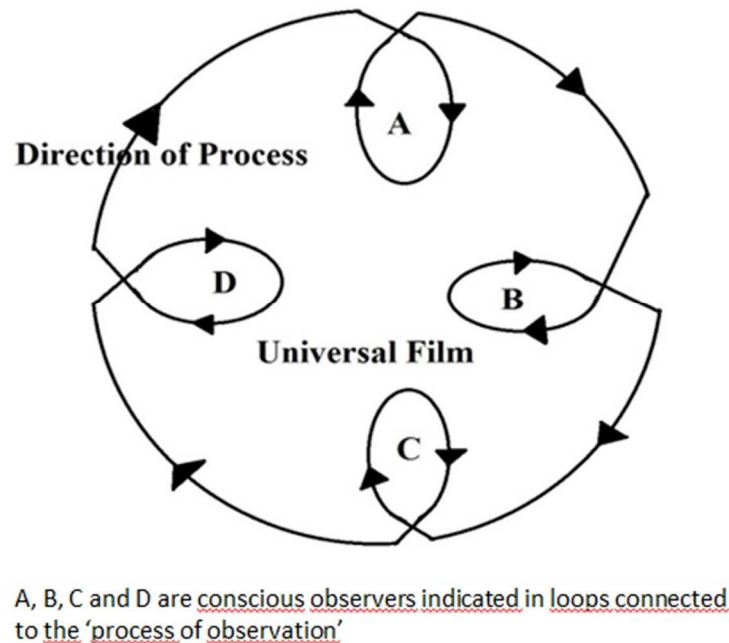 A
Direction of Process
D
B
Universal Film
C
A, B, C and D are conscious observers indicated in loops connected
to the ‘process of observation’